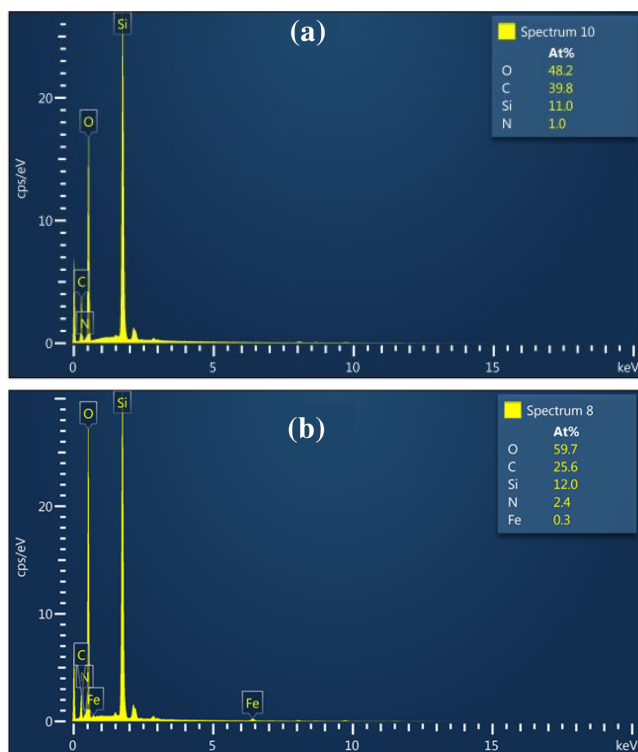 (a)
Spectrum 10
At%
O 48.2
C 39.8
Si 11.0
N 1.0
Si
O
C
N
20
10
0
cps/eV
0 5 10 15 keV
(b)
Spectrum 8
At%
O 59.7
C 25.6
Si 12.0
N 2.4
Fe 0.3
Si
O
C
N
Fe
Fe
20
10
0
cps/eV
0 5 10 15 keV